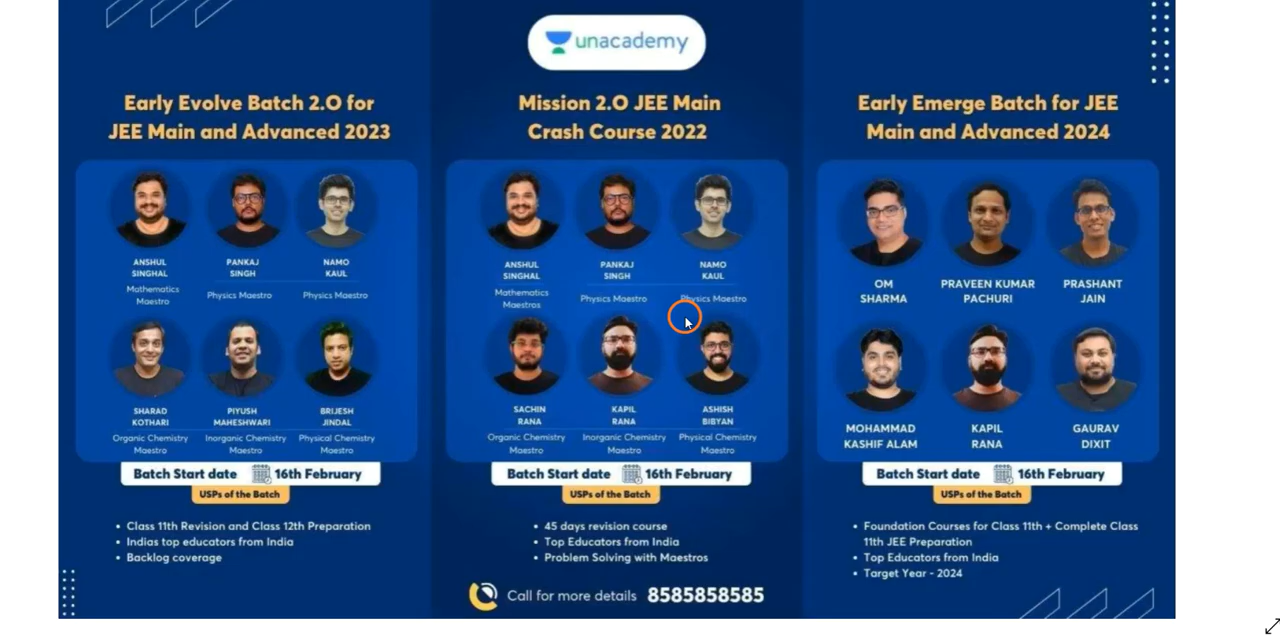 unacademy
Early Evolve Batch 2.O for
JEE Main and Advanced 2023
ANSHUL
SINGHAL
Mathematics
Maestro
PANKAJ
SINGH
Physics Maestro
NAMO
KAUL
Physics Maestro
SHARAD
KOTHARI
Organic Chemistry
Maestro
PIYUSH
MAHESHWARI
Inorganic Chemistry
Maestro
BRIJESH
JINDAL
Physical Chemistry
Maestro
Batch Start date 16th February
USPs of the Batch
• Class 11th Revision and Class 12th Preparation
• Indias top educators from India
• Backlog coverage
Mission 2.O JEE Main
Crash Course 2022
ANSHUL
SINGHAL
Mathematics
Maestros
PANKAJ
SINGH
Physics Maestro
NAMO
KAUL
Physics Maestro
SACHIN
RANA
Organic Chemistry
Maestro
KAPIL
RANA
Inorganic Chemistry
Maestro
ASHISH
BIBYAN
Physical Chemistry
Maestro
Batch Start date 16th February
USPs of the Batch
• 45 days revision course
• Top Educators from India
• Problem Solving with Maestros
Early Emerge Batch for JEE
Main and Advanced 2024
OM
SHARMA
PRAVEEN KUMAR
PACHURI
PRASHANT
JAIN
MOHAMMAD
KASHIF ALAM
KAPIL
RANA
GAURAV
DIXIT
Batch Start date 16th February
USPs of the Batch
• Foundation Courses for Class 11th + Complete Class
11th JEE Preparation
• Top Educators from India
• Target Year - 2024
Call for more details 8585858585